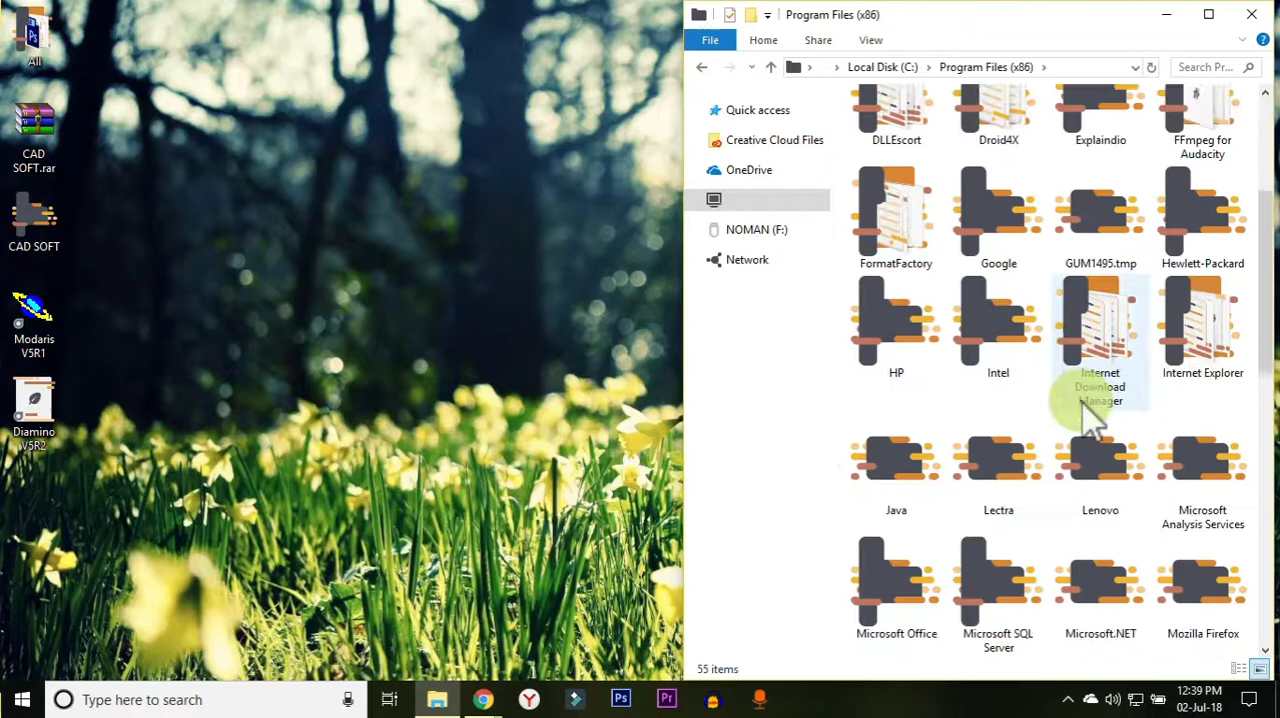 All
CAD
SOFT.rar
CAD SOFT
Modaris
V5R1
Diamino
V5R2
Program Files (x86)
File
Home
Share
View
Local Disk (C:)
Program Files (x86)
Search Pr...
Quick access
Creative Cloud Files
OneDrive
NOMAN (F:)
Network
DLLEscort
Droid4X
Explaindio
FFmpeg for
Audacity
FormatFactory
Google
GUM1495.tmp
Hewlett-Packard
HP
Intel
Internet
Download
Manager
Internet Explorer
Java
Lectra
Lenovo
Microsoft
Analysis Services
Microsoft Office
Microsoft SQL
Server
Microsoft.NET
Mozilla Firefox
55 items
Type here to search
Ps
Pr
12:39 PM
02-Jul-18